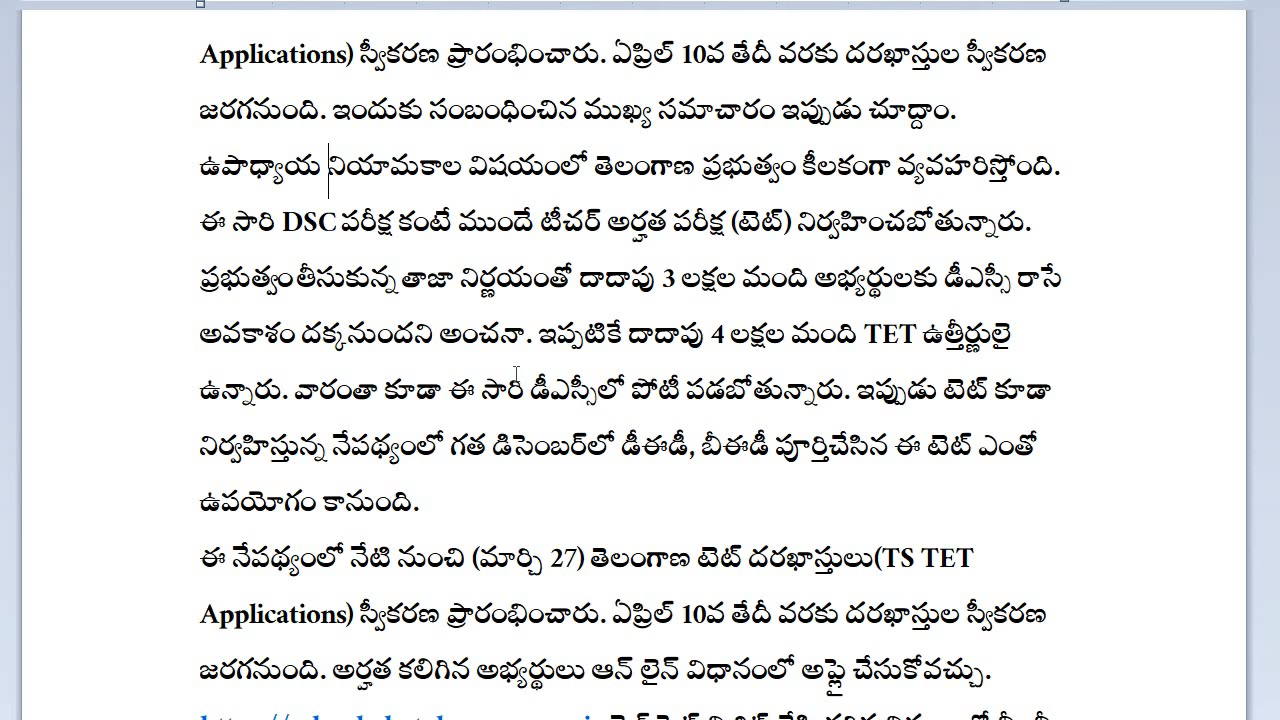 Applications) స్వీకరణ ప్రారంభించారు. ఏప్రిల్ 10వ తేదీ వరకు దరఖాస్తుల స్వీకరణ
జరగనుంది. ఇందుకు సంబంధించిన ముఖ్య సమాచారం ఇప్పుడు చూద్దాం.
ఉపాధ్యాయ నియామకాల విషయంలో తెలంగాణ ప్రభుత్వం కీలకంగా వ్యవహరిస్తోంది.
ఈ సారి DSC పరీక్ష కంటే ముందే టీచర్ అర్హత పరీక్ష (టెట్) నిర్వహించబోతున్నారు.
ప్రభుత్వంతీసుకున్న తాజా నిర్ణయంతో దాదాపు 3 లక్షల మంది అభ్యర్థులకు డీఎస్సీ రాసే
అవకాశం దక్కనుందని అంచనా. ఇప్పటికే దాదాపు 4 లక్షల మంది TET ఉత్తీర్ణులై
ఉన్నారు. వారంతా కూడా ఈ సారి డీఎస్సీలో పోటీ పడబోతున్నారు. ఇప్పుడు టెట్ కూడా
నిర్వహిస్తున్న నేపథ్యంలో గత డిసెంబర్‌లో డీఈడీ, బీఈడీ పూర్తిచేసిన ఈ టెట్ ఎంతో
ఉపయోగం కానుంది.
ఈ నేపథ్యంలో నేటి నుంచి (మార్చి 27) తెలంగాణ టెట్ దరఖాస్తులు(TS TET
Applications) స్వీకరణ ప్రారంభించారు. ఏప్రిల్ 10వ తేదీ వరకు దరఖాస్తుల స్వీకరణ
జరగనుంది. అర్హత కలిగిన అభ్యర్థులు ఆన్ లైన్ విధానంలో అప్లై చేసుకోవచ్చు.